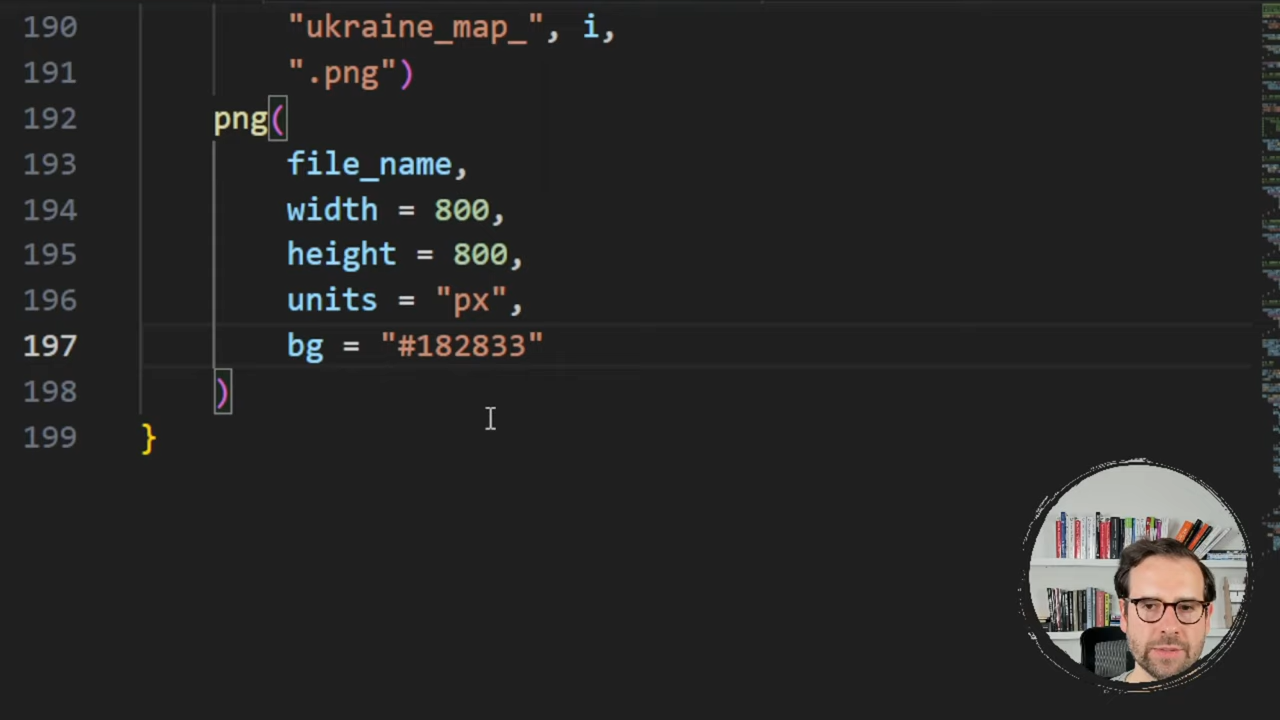 190 "ukraine_map_", i,
191 ".png")
192 png(
193 file_name,
194 width = 800,
195 height = 800,
196 units = "px",
197 bg = "#182833"
198 )
199 }